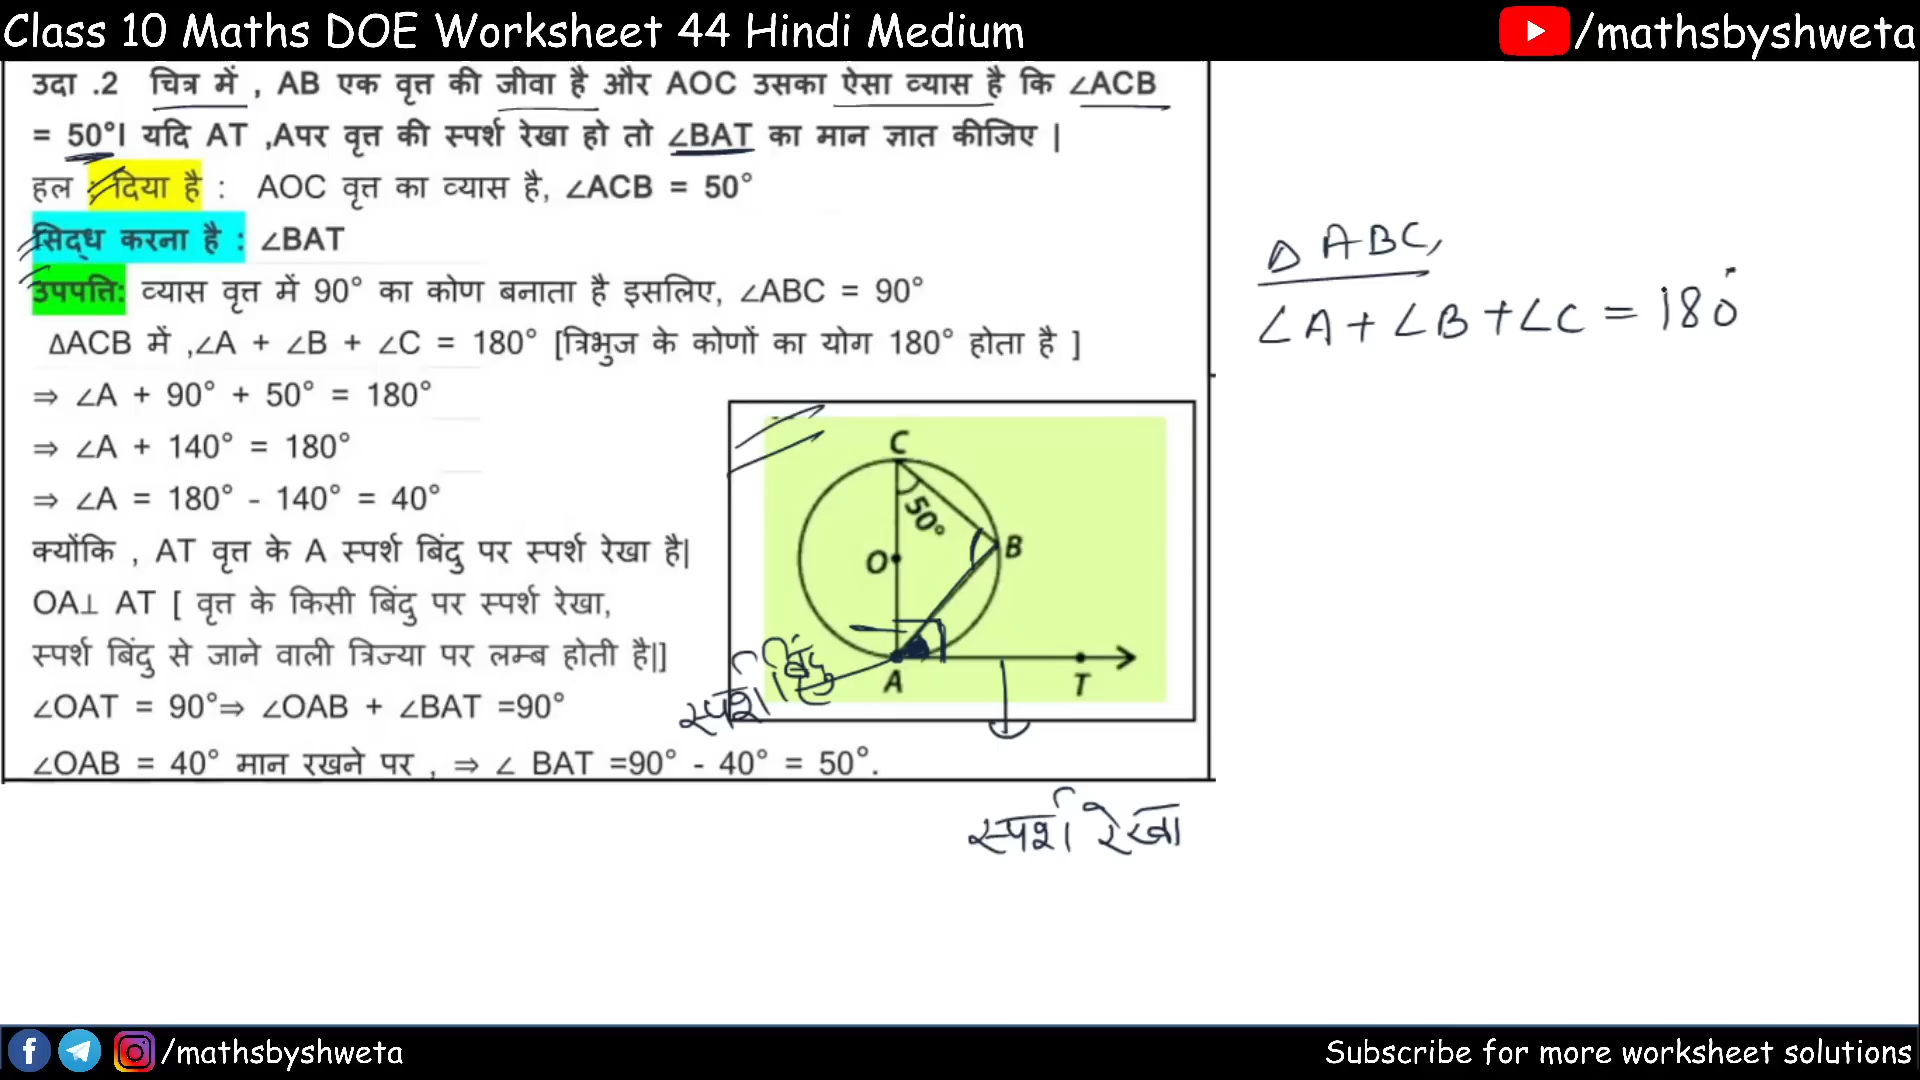 Class 10 Maths DOE Worksheet 44 Hindi Medium
/mathsbyshweta
उदा .2 चित्र में , AB एक वृत्त की जीवा है और AOC उसका ऐसा व्यास है कि ∠ACB
= 50°। यदि AT ,Aपर वृत्त की स्पर्श रेखा हो तो ∠BAT का मान ज्ञात कीजिए |
हल : दिया है : AOC वृत्त का व्यास है, ∠ACB = 50°
सिद्ध करना है : ∠BAT
उपपति: व्यास वृत्त में 90° का कोण बनाता है इसलिए, ∠ABC = 90°
ΔACB में ,∠A + ∠B + ∠C = 180° [त्रिभुज के कोणों का योग 180° होता है ]
⇒ ∠A + 90° + 50° = 180°
⇒ ∠A + 140° = 180°
⇒ ∠A = 180° - 140° = 40°
क्योंकि , AT वृत्त के A स्पर्श बिंदु पर स्पर्श रेखा है|
OA⊥ AT [ वृत्त के किसी बिंदु पर स्पर्श रेखा,
स्पर्श बिंदु से जाने वाली त्रिज्या पर लम्ब होती है|]
∠OAT = 90°⇒ ∠OAB + ∠BAT =90°
∠OAB = 40° मान रखने पर , ⇒ ∠ BAT =90° - 40° = 50°.
C
50°
O
B
A
T
स्पर्श बिंदु
स्पर्श रेखा
Δ ABC,
∠A + ∠B + ∠C = 180°
/mathsbyshweta
Subscribe for more worksheet solutions